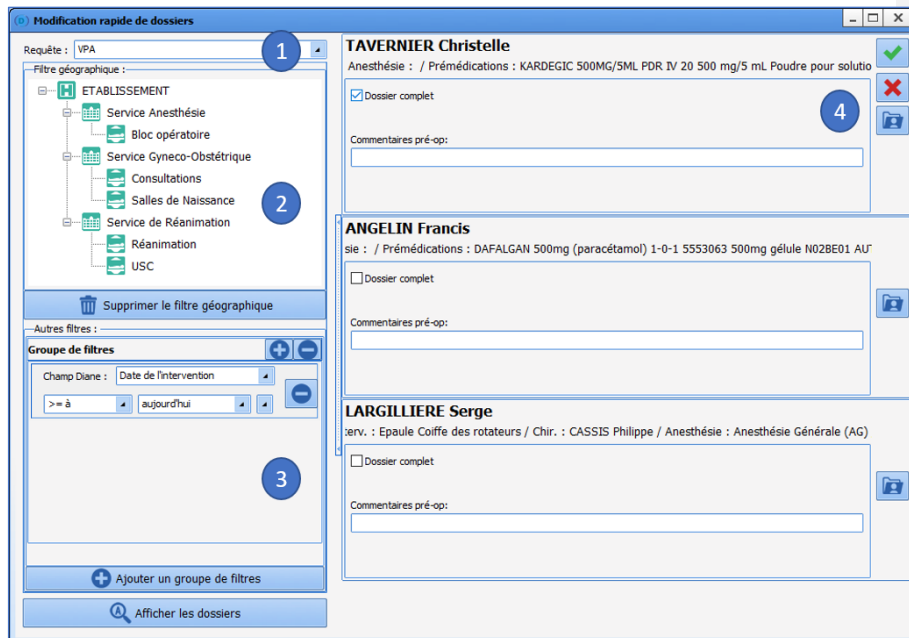 Modification rapide de dossiers
Requête : VPA
1
Filtre géographique :
ETABLISSEMENT
Service Anesthésie
Bloc opératoire
Service Gyneco-Obstétrique
Consultations
Salles de Naissance
Service de Réanimation
Réanimation
USC
2
Supprimer le filtre géographique
Autres filtres :
Groupe de filtres
Champ Diane : Date de l'intervention
>= à aujourd'hui
3
Ajouter un groupe de filtres
Afficher les dossiers
TAVERNIER Christelle
Anesthésie : / Prémédications : KARDEGIC 500MG/5ML PDR IV 20 500 mg/5 mL Poudre pour solutio
Dossier complet
4
Commentaires pré-op:
ANGELIN Francis
sie : / Prémédications : DAFALGAN 500mg (paracétamol) 1-0-1 5553063 500mg gélule N02BE01 AUT
Dossier complet
Commentaires pré-op:
LARGILLIERE Serge
erv. : Epaule Coiffe des rotateurs / Chir. : CASSIS Philippe / Anesthésie : Anesthésie Générale (AG)
Dossier complet
Commentaires pré-op: